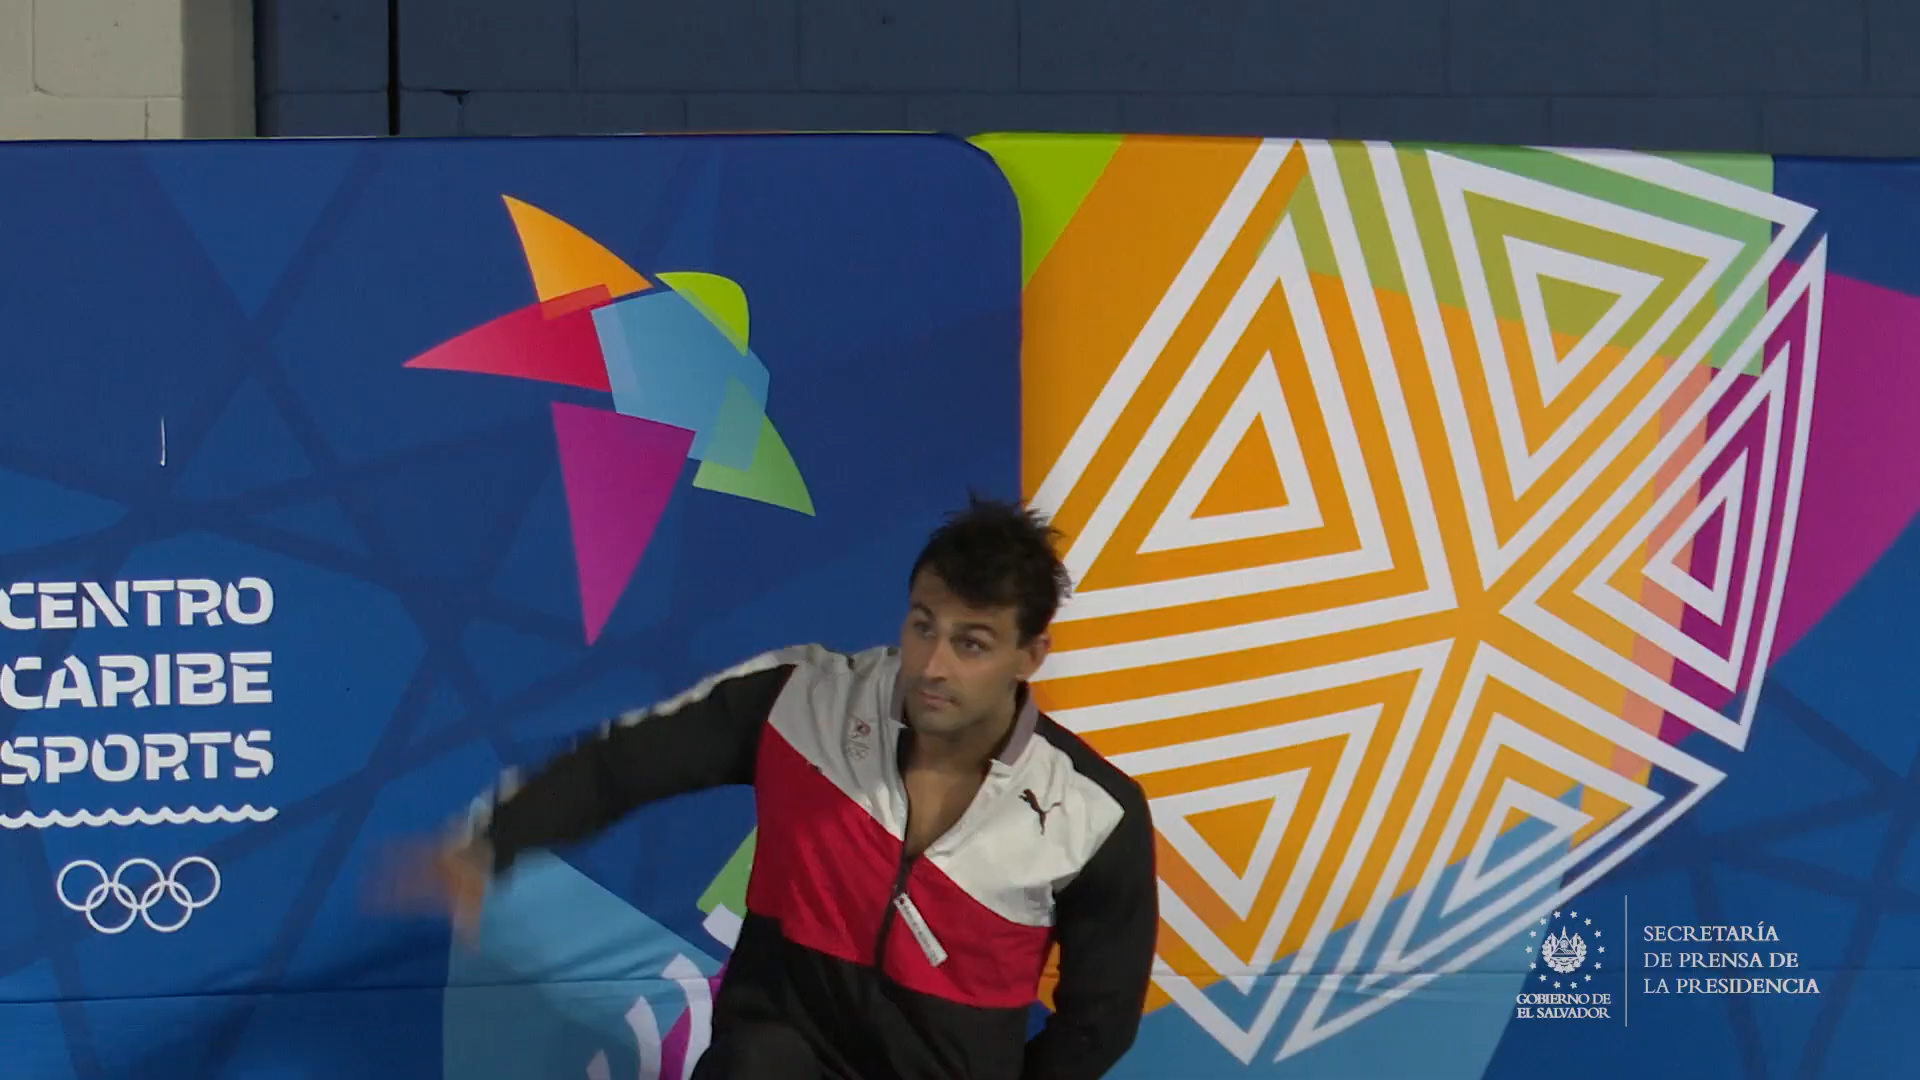 CENTRO
CARIBE
SPORTS
GOBIERNO DE
EL SALVADOR
SECRETARÍA
DE PRENSA DE
LA PRESIDENCIA